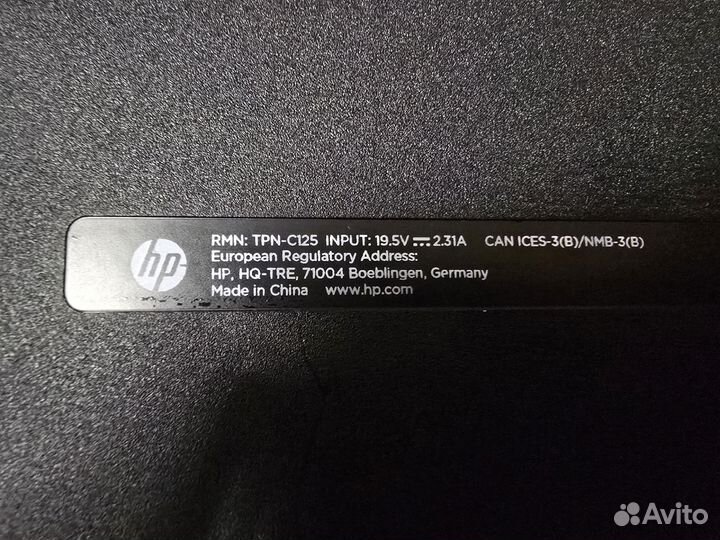 hp
RMN: TPN-C125 INPUT: 19.5V⎓2.31A CAN ICES-3(B)/NMB-3(B)
European Regulatory Address:
HP, HQ-TRE, 71004 Boeblingen, Germany
Made in China www.hp.com
Avito